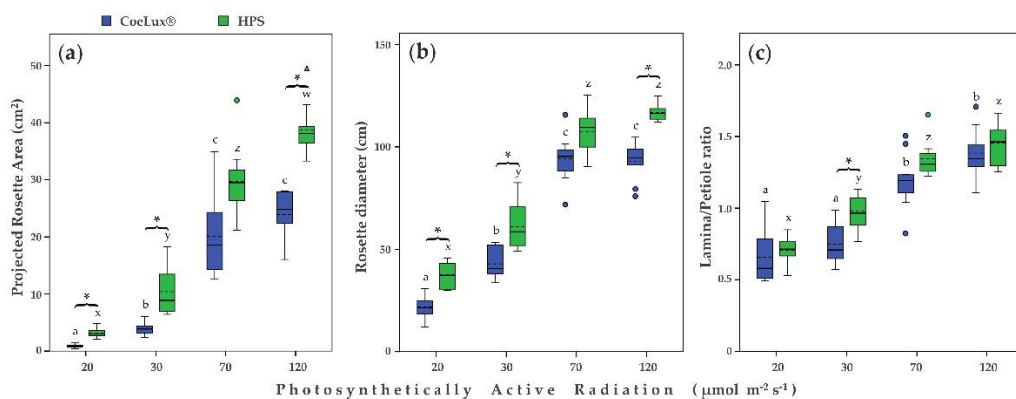 CoeLux® HPS
(a)
Projected Rosette Area (cm²)
50
40
30
20
10
0
a
x
*
b
y
*
c
z
c
w
*
20 30 70 120
(b)
Rosette diameter (cm)
150
100
50
0
a
x
*
b
y
*
c
z
c
z
*
20 30 70 120
(c)
Lamina/Petiole ratio
2.0
1.5
1.0
0.5
0.0
a
x
a
y
*
b
z
b
z
20 30 70 120
Photosynthetically Active Radiation (μmol m⁻² s⁻¹)